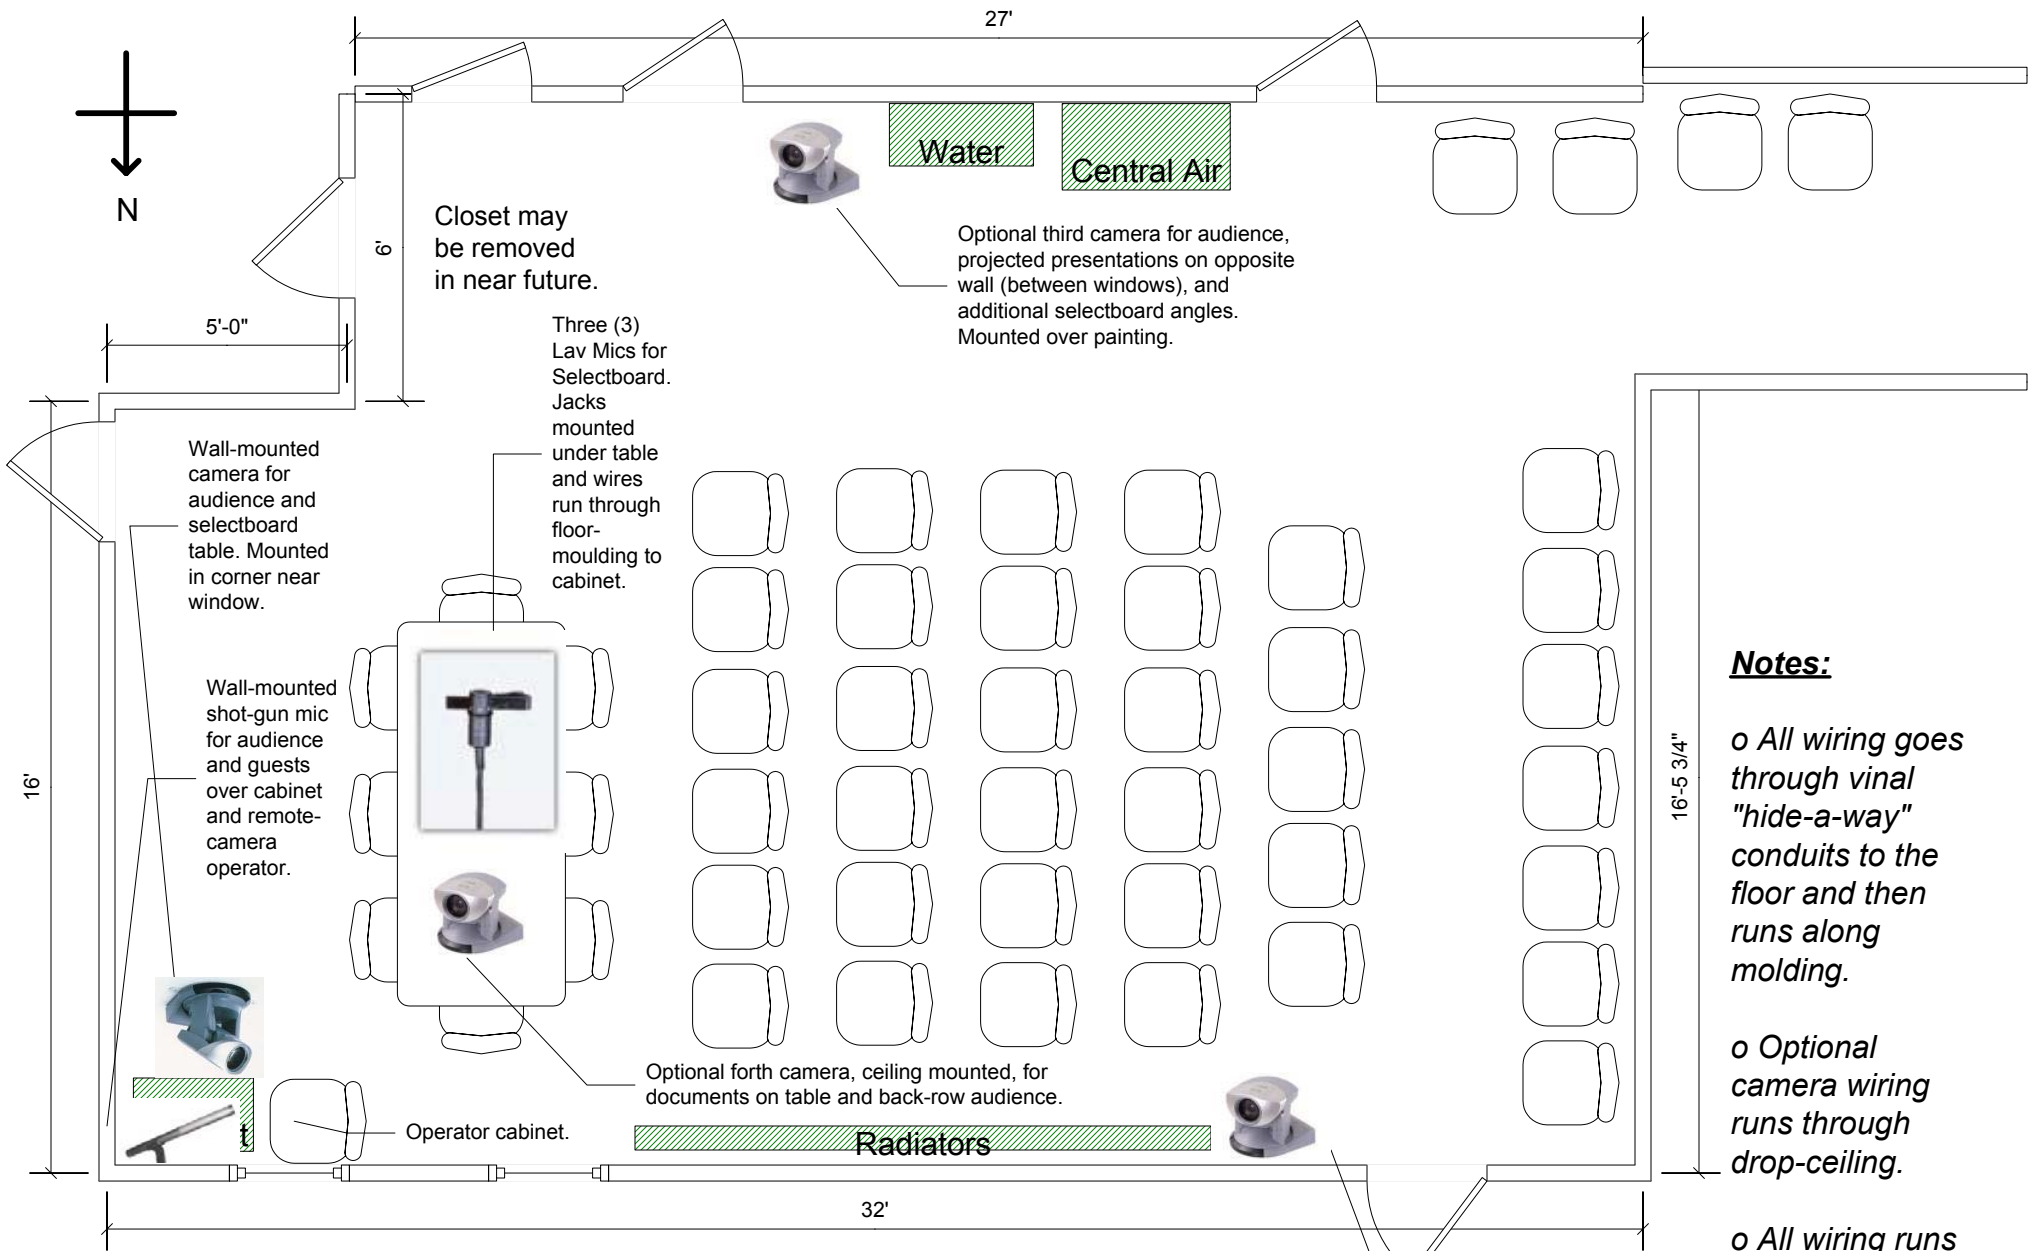 27'
N
Water
Central Air
Closet may
be removed
in near future.
6'
5'-0"
Optional third camera for audience,
projected presentations on opposite
wall (between windows), and
additional selectboard angles.
Mounted over painting.
Three (3)
Lav Mics for
Selectboard.
Jacks
mounted
under table
and wires
run through
floor-
moulding to
cabinet.
Wall-mounted
camera for
audience and
selectboard
table. Mounted
in corner near
window.
Wall-mounted
shot-gun mic
for audience
and guests
over cabinet
and remote-
camera
operator.
16'
16'-5 3/4"
Notes:
o All wiring goes
through vinal
"hide-a-way"
conduits to the
floor and then
runs along
molding.
o Optional
camera wiring
runs through
drop-ceiling.
o All wiring runs
Optional forth camera, ceiling mounted, for
documents on table and back-row audience.
t
Operator cabinet.
Radiators
32'